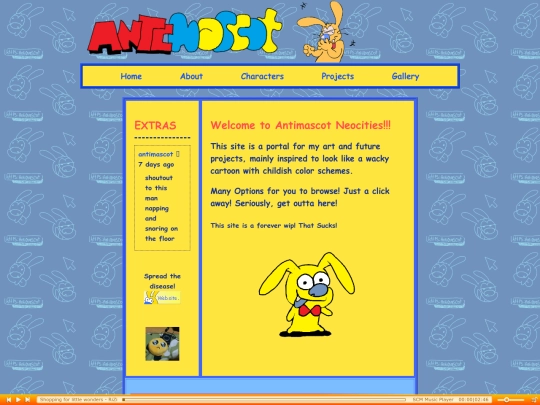 ANTI-MASCOT
Home About Characters Projects Gallery
EXTRAS
antimascot
7 days ago
shoutout
to this
man
napping
and
snoring on
the floor
Spread the
disease!
Website.
Welcome to Antimascot Neocities!!!
This site is a portal for my art and future
projects, mainly inspired to look like a wacky
cartoon with childish color schemes.
Many Options for you to browse! Just a click
away! Seriously, get outta here!
This site is a forever wip! That Sucks!
Shopping for little wonders - RJD
SCM Music Player 00:00|02:46